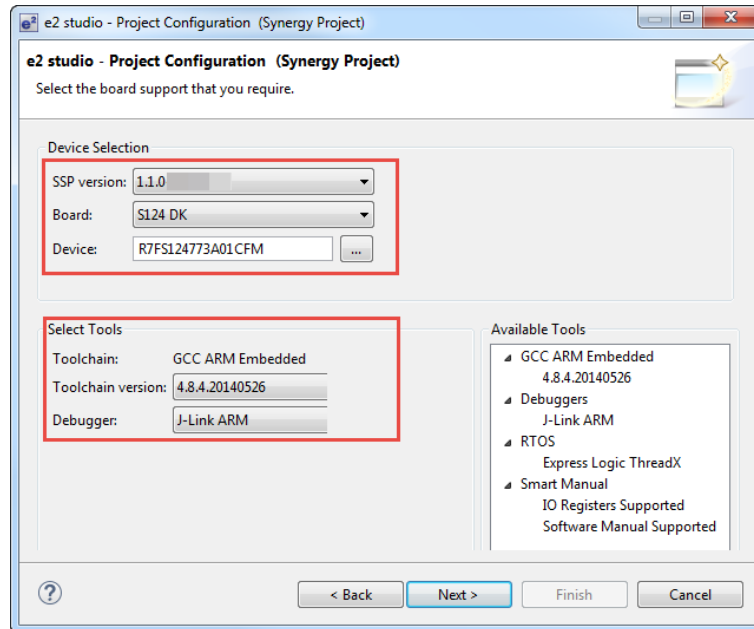 e2 studio - Project Configuration (Synergy Project)
e2 studio - Project Configuration (Synergy Project)
Select the board support that you require.
Device Selection
SSP version: 1.1.0
Board: S124 DK
Device: R7FS124773A01CFM ...
Select Tools
Toolchain: GCC ARM Embedded
Toolchain version: 4.8.4.20140526
Debugger: J-Link ARM
Available Tools
GCC ARM Embedded
4.8.4.20140526
Debuggers
J-Link ARM
RTOS
Express Logic ThreadX
Smart Manual
IO Registers Supported
Software Manual Supported
? < Back Next > Finish Cancel